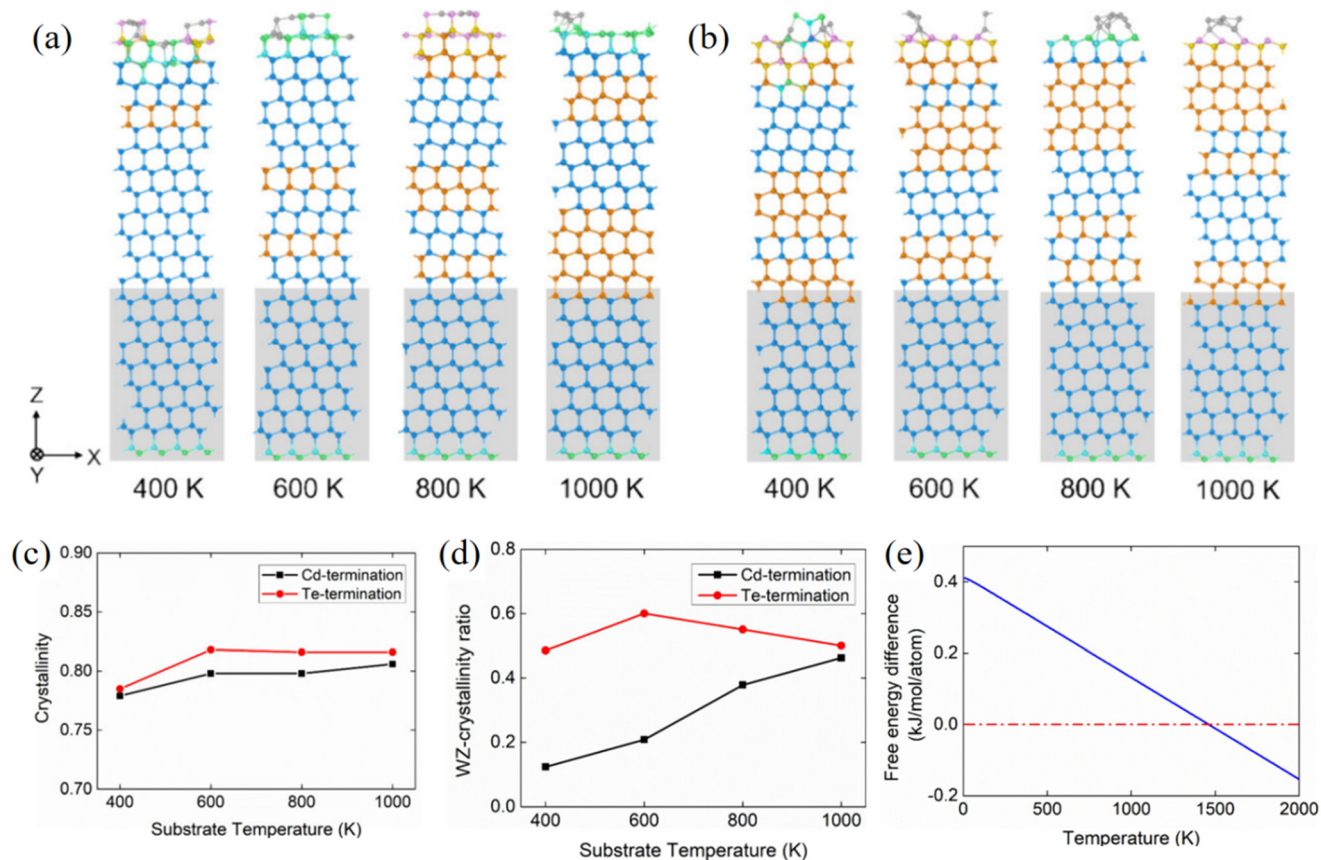 (a)
(b)
Z
Y
X
400 K
600 K
800 K
1000 K
400 K
600 K
800 K
1000 K
(c)
0.90
0.85
0.80
0.75
0.70
Crystallinity
Cd-termination
Te-termination
400
600
800
1000
Substrate Temperature (K)
(d)
0.8
0.6
0.4
0.2
0.0
WZ-crystallinity ratio
Cd-termination
Te-termination
400
600
800
1000
Substrate Temperature (K)
(e)
0.4
0.2
0.0
-0.2
Free energy difference
(kJ/mol/atom)
0
500
1000
1500
2000
Temperature (K)